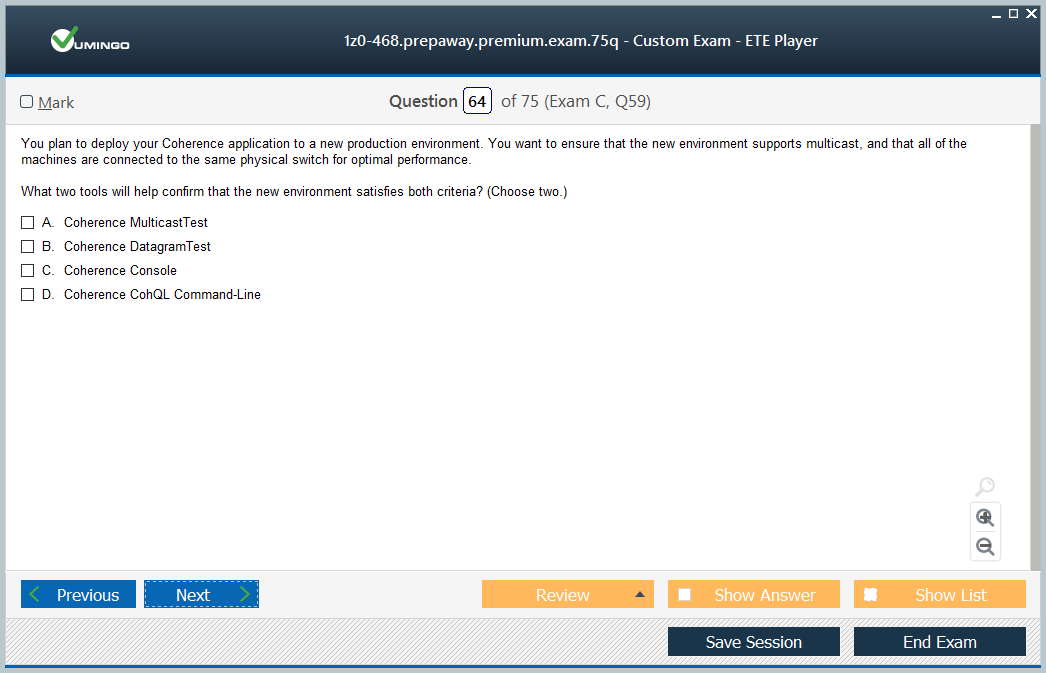 VUMINGO
1z0-468.prepaway.premium.exam.75q - Custom Exam - ETE Player
Mark
Question 64 of 75 (Exam C, Q59)
You plan to deploy your Coherence application to a new production environment. You want to ensure that the new environment supports multicast, and that all of the
machines are connected to the same physical switch for optimal performance.
What two tools will help confirm that the new environment satisfies both criteria? (Choose two.)
A. Coherence MulticastTest
B. Coherence DatagramTest
C. Coherence Console
D. Coherence CohQL Command-Line
Previous
Next
Review
Show Answer
Show List
Save Session
End Exam